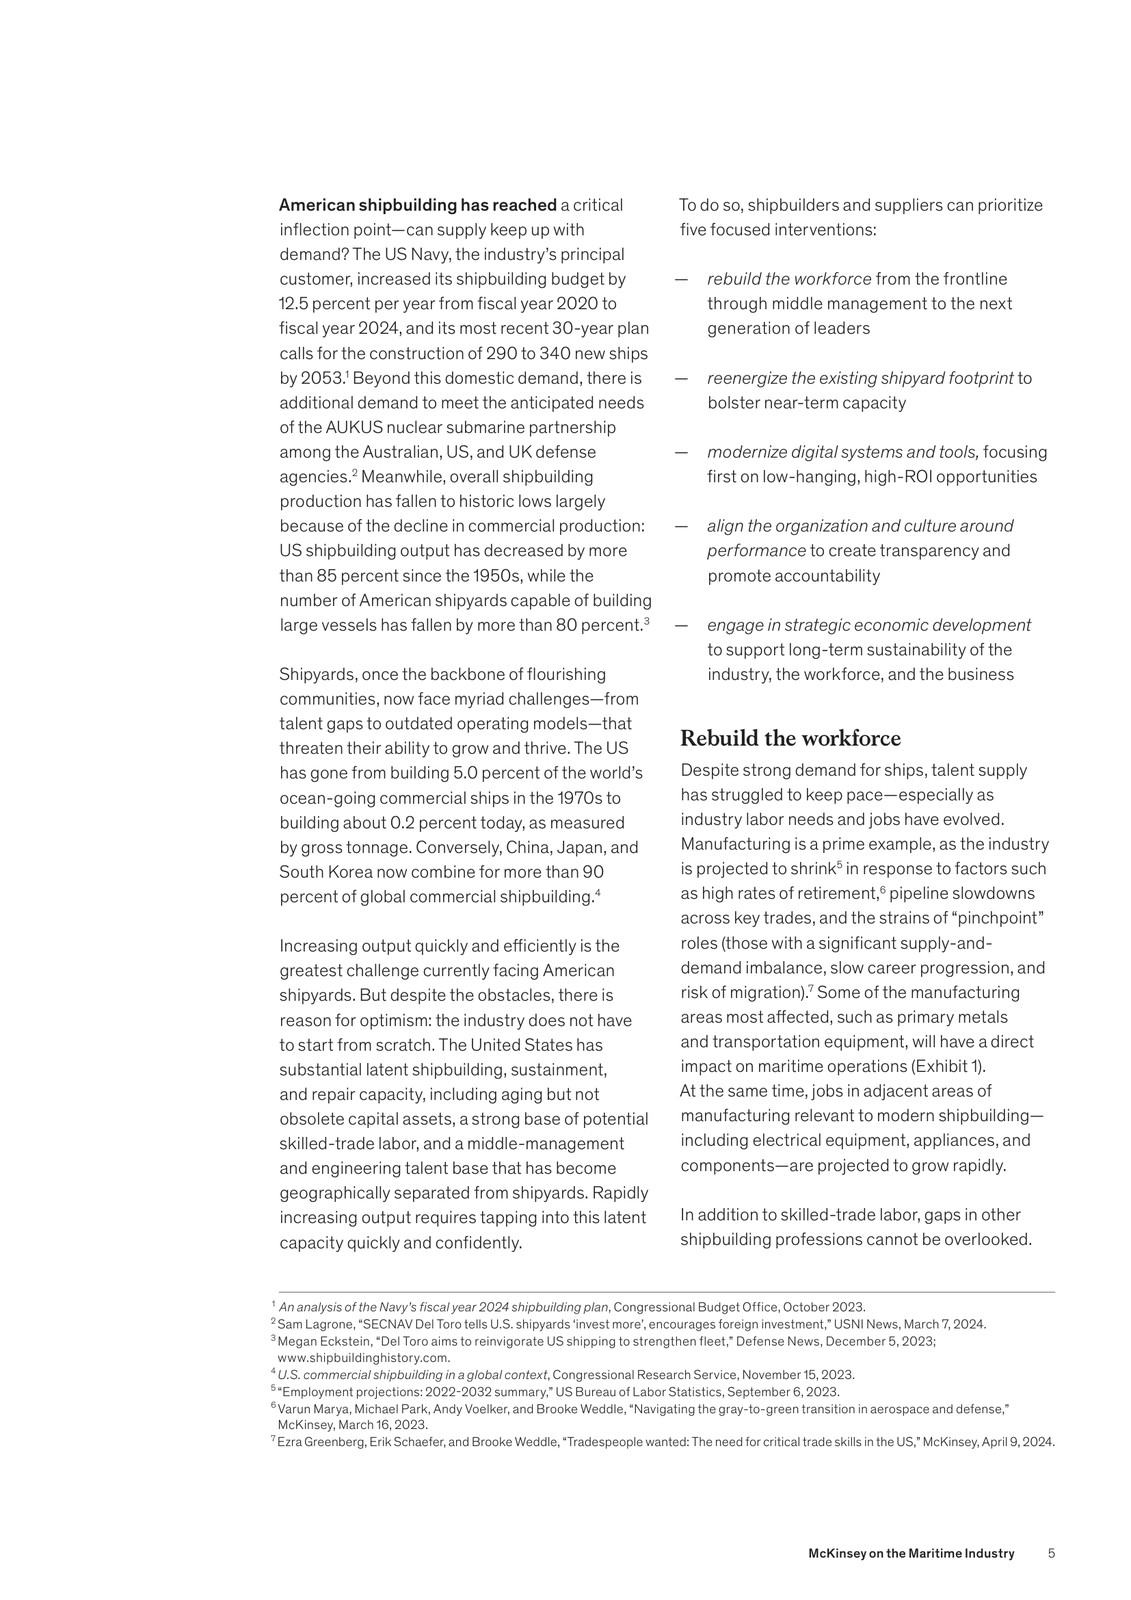 American shipbuilding has reached a critical
inflection point—can supply keep up with
demand? The US Navy, the industry's principal
customer, increased its shipbuilding budget by
12.5 percent per year from fiscal year 2020 to
fiscal year 2024, and its most recent 30-year plan
calls for the construction of 290 to 340 new ships
by 2053.¹ Beyond this domestic demand, there is
additional demand to meet the anticipated needs
of the AUKUS nuclear submarine partnership
among the Australian, US, and UK defense
agencies.² Meanwhile, overall shipbuilding
production has fallen to historic lows largely
because of the decline in commercial production:
US shipbuilding output has decreased by more
than 85 percent since the 1950s, while the
number of American shipyards capable of building
large vessels has fallen by more than 80 percent.³
Shipyards, once the backbone of flourishing
communities, now face myriad challenges—from
talent gaps to outdated operating models—that
threaten their ability to grow and thrive. The US
has gone from building 5.0 percent of the world's
ocean-going commercial ships in the 1970s to
building about 0.2 percent today, as measured
by gross tonnage. Conversely, China, Japan, and
South Korea now combine for more than 90
percent of global commercial shipbuilding.⁴
Increasing output quickly and efficiently is the
greatest challenge currently facing American
shipyards. But despite the obstacles, there is
reason for optimism: the industry does not have
to start from scratch. The United States has
substantial latent shipbuilding, sustainment,
and repair capacity, including aging but not
obsolete capital assets, a strong base of potential
skilled-trade labor, and a middle-management
and engineering talent base that has become
geographically separated from shipyards. Rapidly
increasing output requires tapping into this latent
capacity quickly and confidently.
To do so, shipbuilders and suppliers can prioritize
five focused interventions:
— rebuild the workforce from the frontline
through middle management to the next
generation of leaders
— reenergize the existing shipyard footprint to
bolster near-term capacity
— modernize digital systems and tools, focusing
first on low-hanging, high-ROI opportunities
— align the organization and culture around
performance to create transparency and
promote accountability
— engage in strategic economic development
to support long-term sustainability of the
industry, the workforce, and the business
Rebuild the workforce
Despite strong demand for ships, talent supply
has struggled to keep pace—especially as
industry labor needs and jobs have evolved.
Manufacturing is a prime example, as the industry
is projected to shrink⁵ in response to factors such
as high rates of retirement,⁶ pipeline slowdowns
across key trades, and the strains of “pinchpoint”
roles (those with a significant supply-and-
demand imbalance, slow career progression, and
risk of migration).⁷ Some of the manufacturing
areas most affected, such as primary metals
and transportation equipment, will have a direct
impact on maritime operations (Exhibit 1).
At the same time, jobs in adjacent areas of
manufacturing relevant to modern shipbuilding—
including electrical equipment, appliances, and
components—are projected to grow rapidly.
In addition to skilled-trade labor, gaps in other
shipbuilding professions cannot be overlooked.
¹ An analysis of the Navy's fiscal year 2024 shipbuilding plan, Congressional Budget Office, October 2023.
² Sam Lagrone, “SECNAV Del Toro tells U.S. shipyards ‘invest more’, encourages foreign investment,” USNI News, March 7, 2024.
³ Megan Eckstein, “Del Toro aims to reinvigorate US shipping to strengthen fleet,” Defense News, December 5, 2023;
www.shipbuildinghistory.com.
⁴ U.S. commercial shipbuilding in a global context, Congressional Research Service, November 15, 2023.
⁵ “Employment projections: 2022-2032 summary,” US Bureau of Labor Statistics, September 6, 2023.
⁶ Varun Marya, Michael Park, Andy Voelker, and Brooke Weddle, “Navigating the gray-to-green transition in aerospace and defense,”
McKinsey, March 16, 2023.
⁷ Ezra Greenberg, Erik Schaefer, and Brooke Weddle, “Tradespeople wanted: The need for critical trade skills in the US,” McKinsey, April 9, 2024.
McKinsey on the Maritime Industry 5